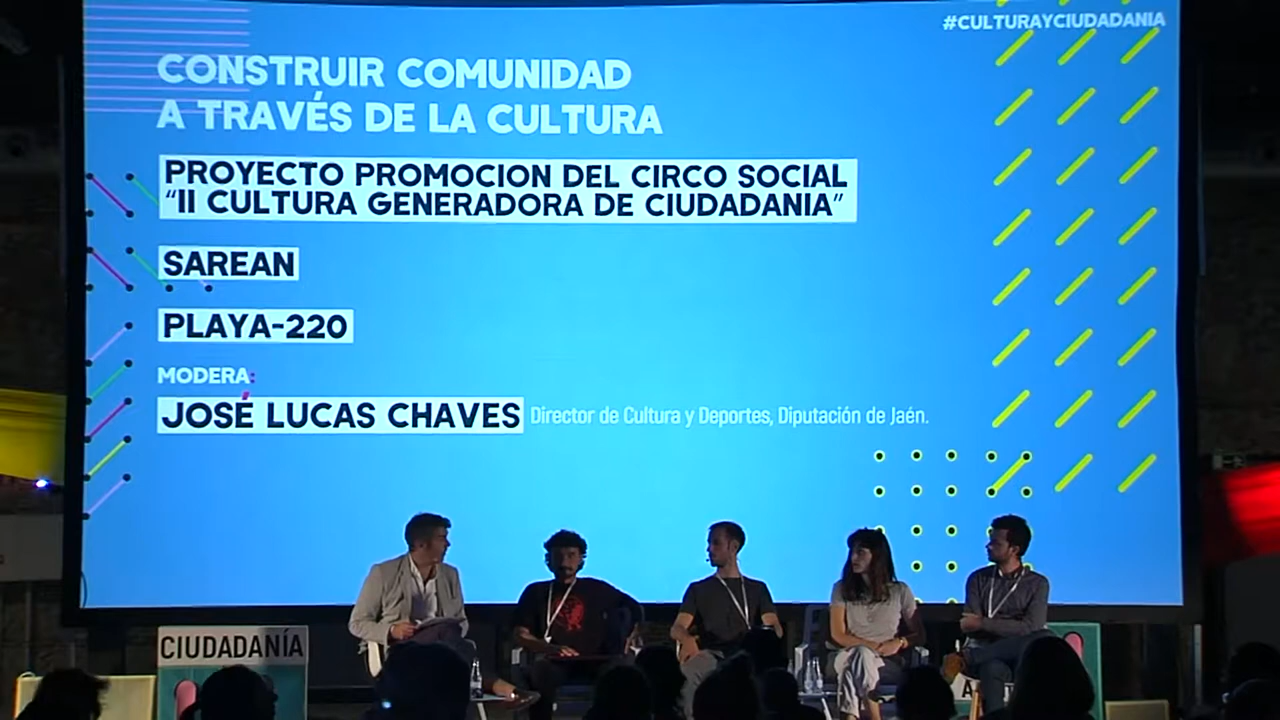 #CULTURAYCIUDADANIA
CONSTRUIR COMUNIDAD
A TRAVÉS DE LA CULTURA
PROYECTO PROMOCION DEL CIRCO SOCIAL
“II CULTURA GENERADORA DE CIUDADANIA”
SAREAN
PLAYA-220
MODERA:
JOSÉ LUCAS CHAVES Director de Cultura y Deportes, Diputación de Jaén.
CIUDADANÍA